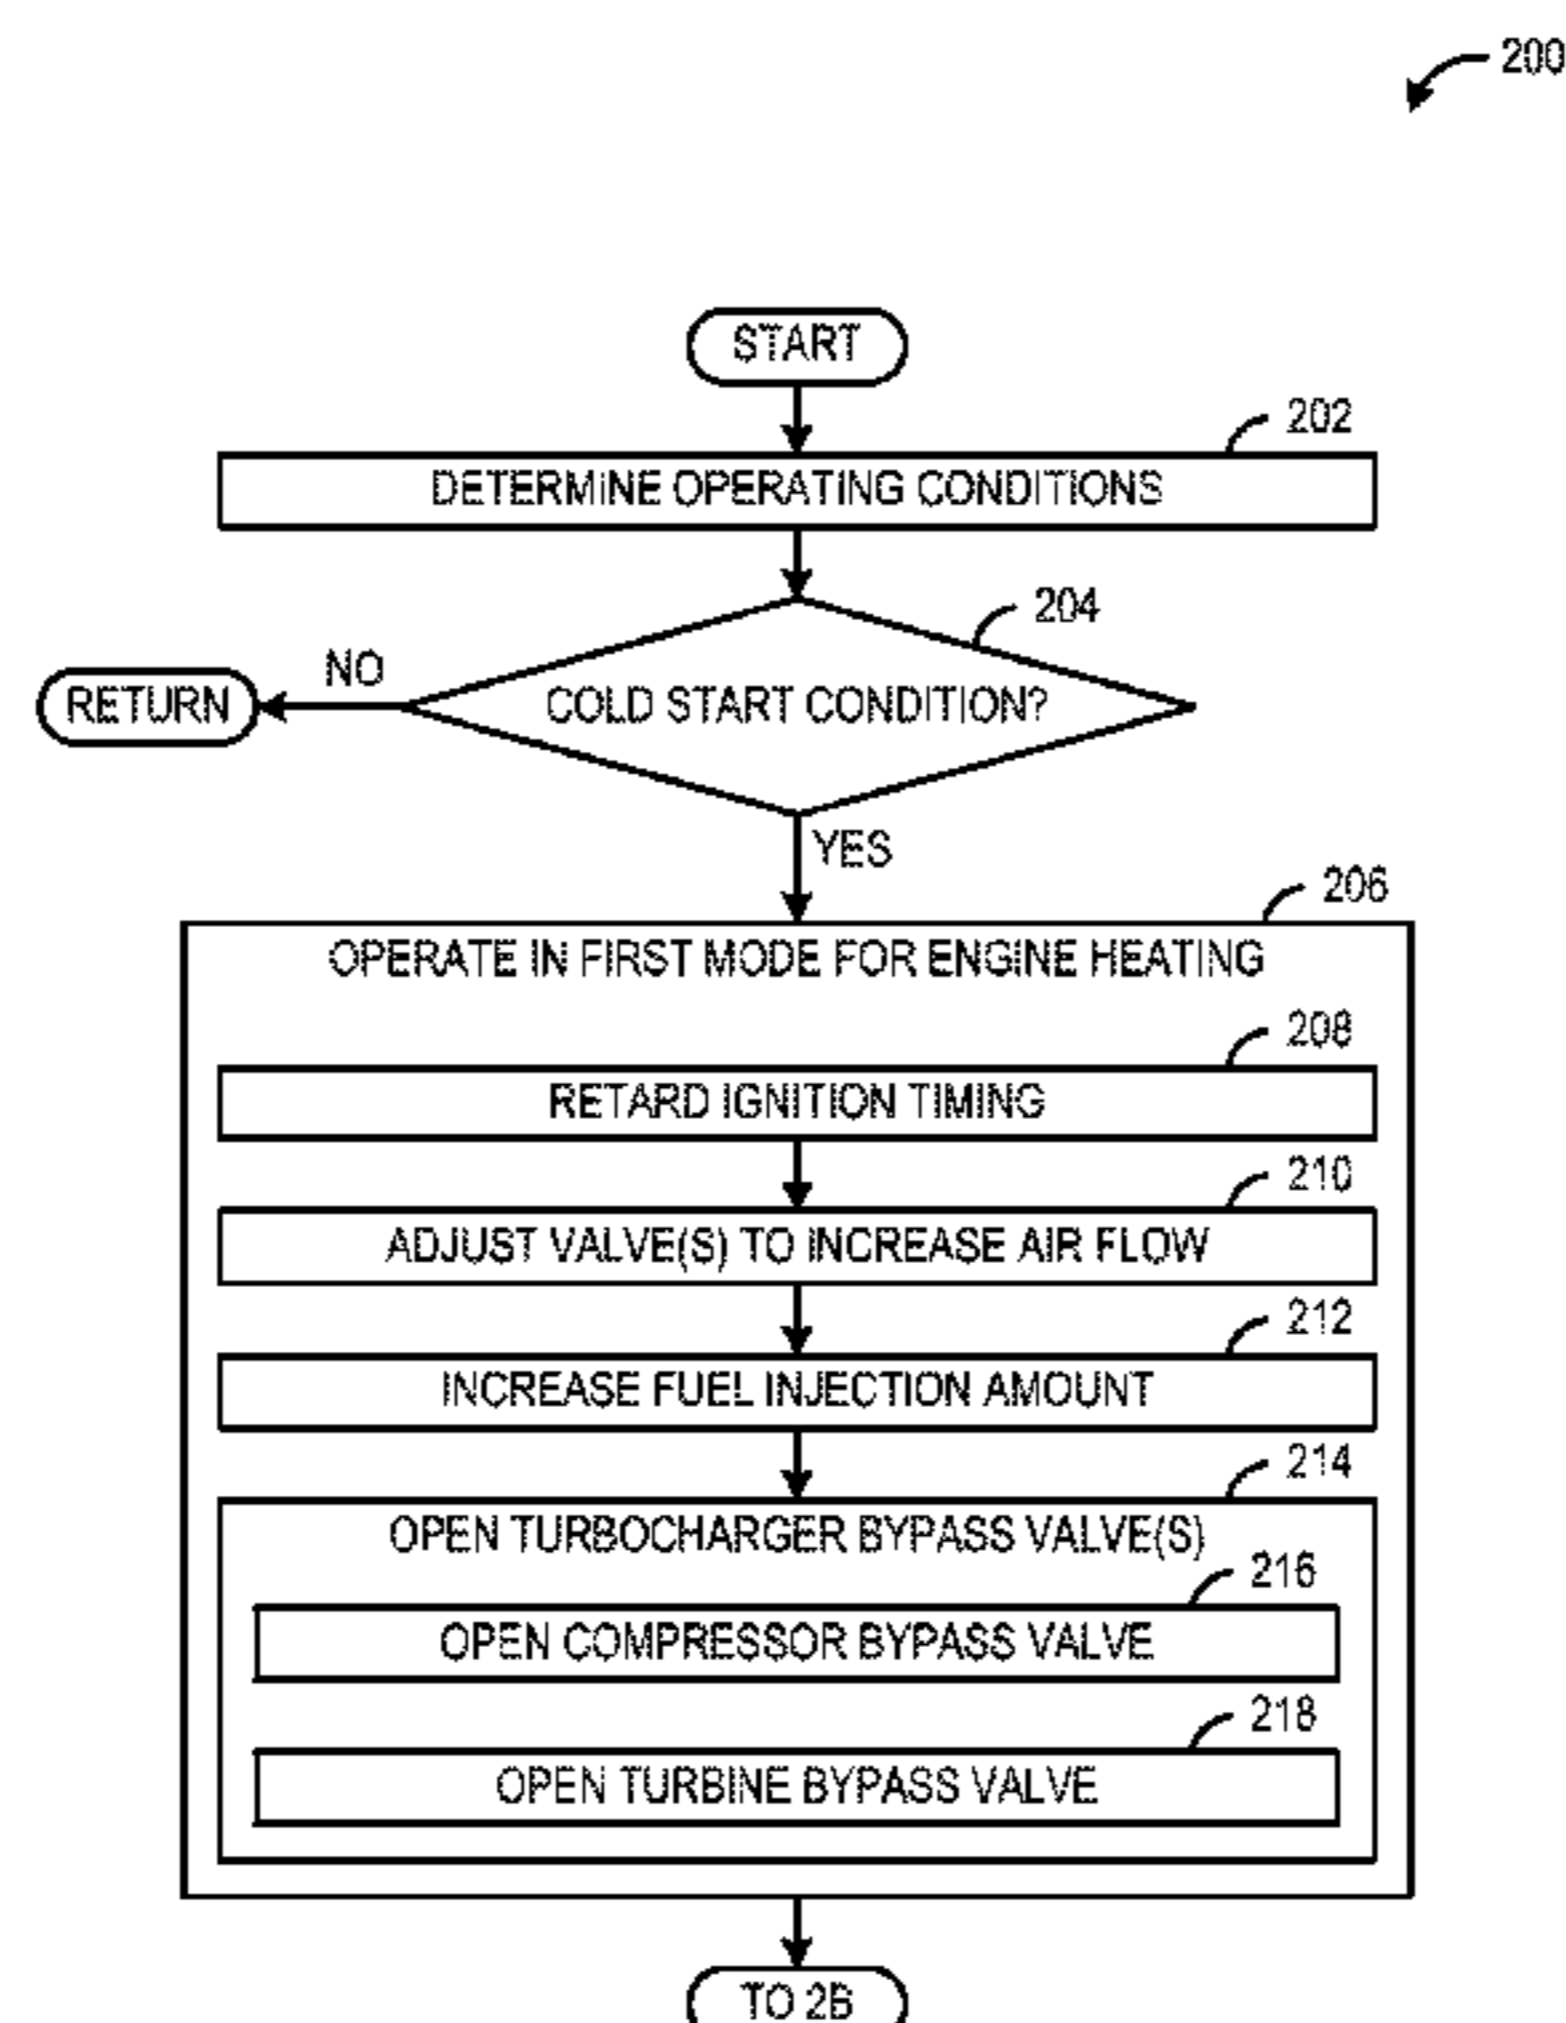 200
START
202
DETERMINE OPERATING CONDITIONS
204
NO
RETURN
COLD START CONDITION?
YES
206
OPERATE IN FIRST MODE FOR ENGINE HEATING
208
RETARD IGNITION TIMING
210
ADJUST VALVE(S) TO INCREASE AIR FLOW
212
INCREASE FUEL INJECTION AMOUNT
214
OPEN TURBOCHARGER BYPASS VALVE(S)
216
OPEN COMPRESSOR BYPASS VALVE
218
OPEN TURBINE BYPASS VALVE
TO 2B